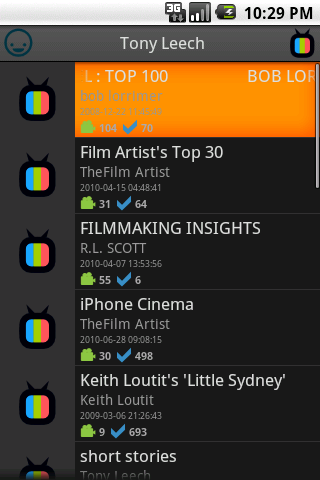 3G
10:29 PM
Tony Leech
L : TOP 100 BOB LOR
bob lorrimer
104 70
Film Artist's Top 30
TheFilm Artist
2010-04-15 04:48:41
31 64
FILMMAKING INSIGHTS
R.L. SCOTT
2010-04-07 13:53:56
55 6
iPhone Cinema
TheFilm Artist
2010-06-28 09:08:15
30 498
Keith Loutit's 'Little Sydney'
Keith Loutit
2009-03-06 21:26:43
9 693
short stories
Tony Leech